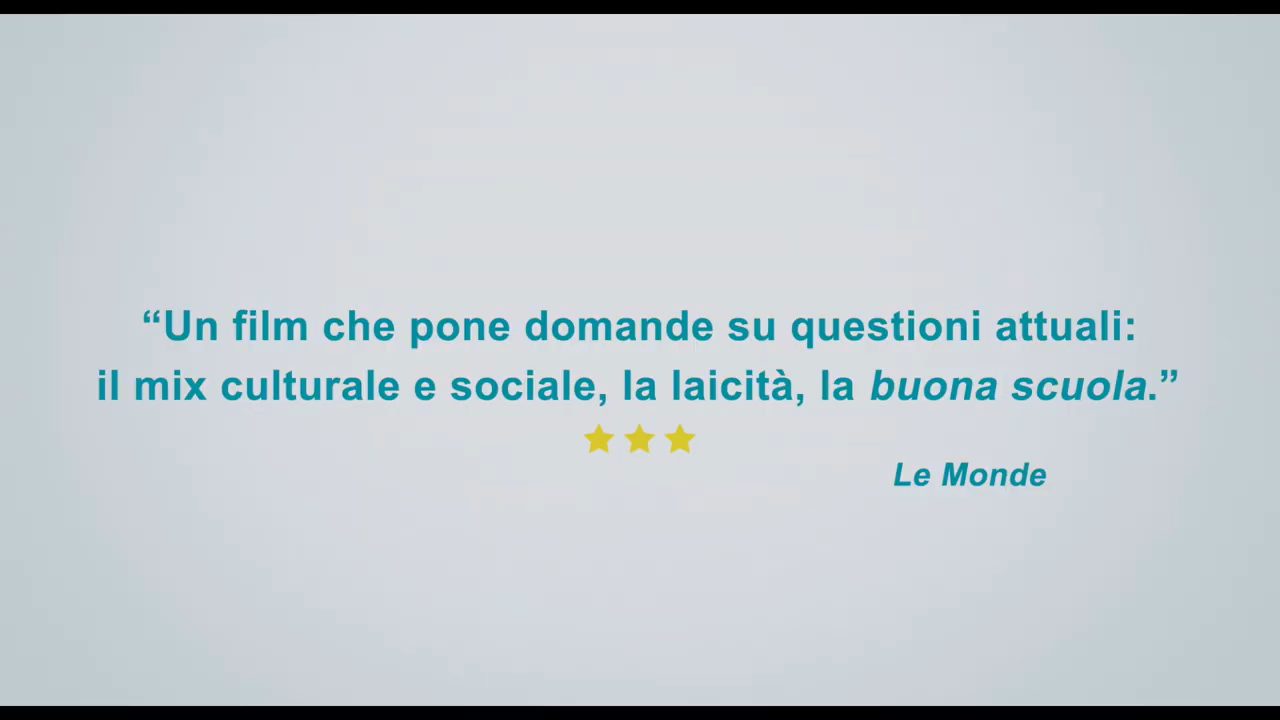 “Un film che pone domande su questioni attuali:
il mix culturale e sociale, la laicità, la buona scuola.”
Le Monde